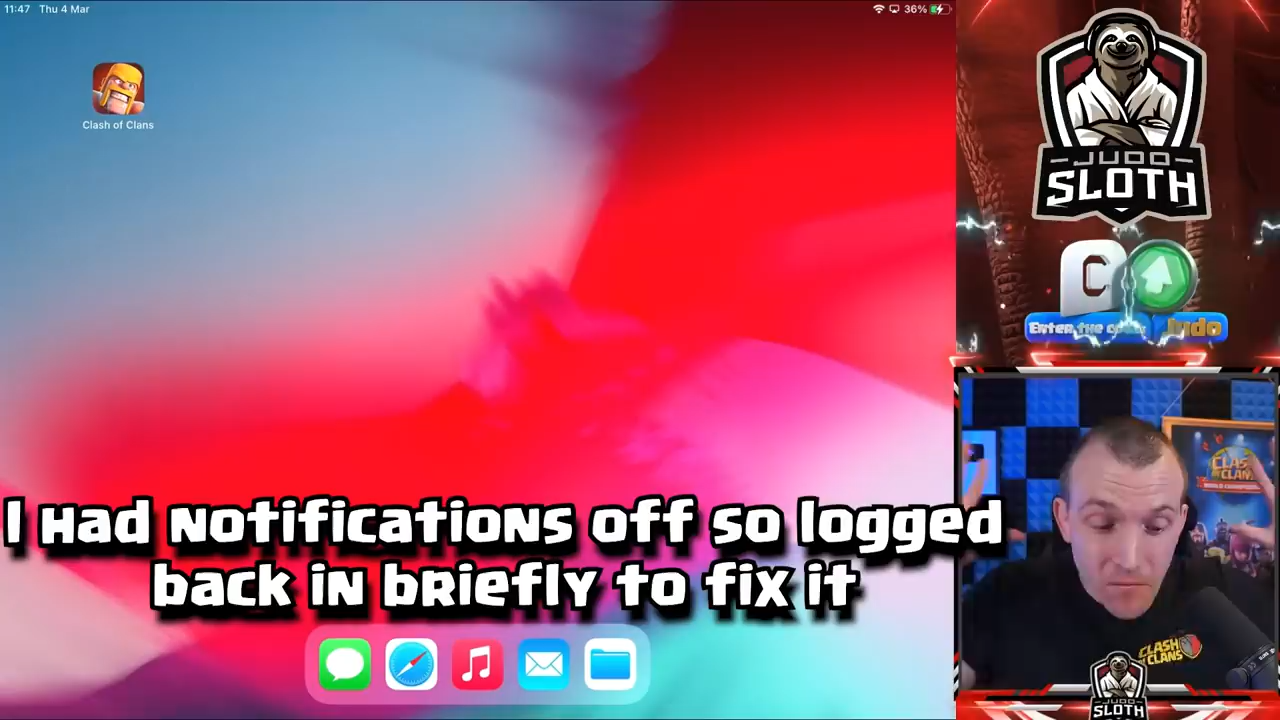 11:47 Thu 4 Mar
36%
Clash of Clans
JUDO
SLOTH
C
Enter the Judo
I Had Notifications off so logged
back in briefly to fix it
CLASH
OF CLANS
JUDO
SLOTH